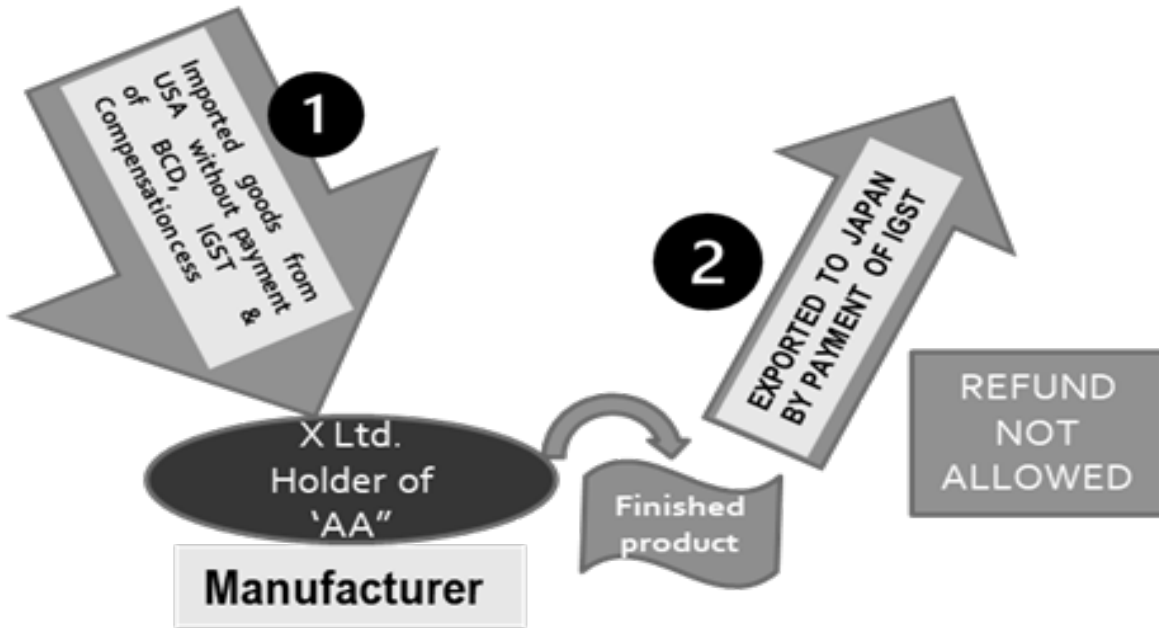 1
Imported goods from
USA without payment
of BCD, IGST &
Compensationcess
X Ltd.
Holder of
‘AA”
Manufacturer
Finished
product
2
EXPORTED TO JAPAN
BY PAYMENT OF IGST
REFUND
NOT
ALLOWED